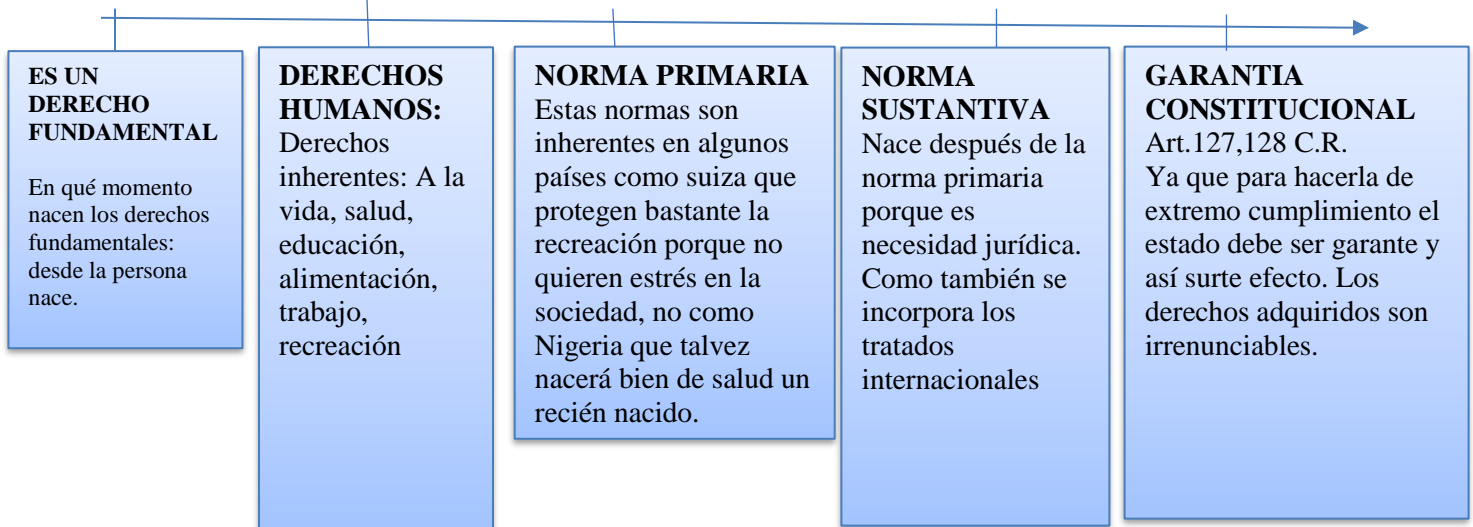 ES UN
DERECHO
FUNDAMENTAL
En qué momento
nacen los derechos
fundamentales:
desde la persona
nace.
DERECHOS
HUMANOS:
Derechos
inherentes: A la
vida, salud,
educación,
alimentación,
trabajo,
recreación
NORMA PRIMARIA
Estas normas son
inherentes en algunos
países como suiza que
protegen bastante la
recreación porque no
quieren estrés en la
sociedad, no como
Nigeria que talvez
nacerá bien de salud un
recién nacido.
NORMA
SUSTANTIVA
Nace después de la
norma primaria
porque es
necesidad jurídica.
Como también se
incorpora los
tratados
internacionales
GARANTIA
CONSTITUCIONAL
Art.127,128 C.R.
Ya que para hacerla de
extremo cumplimiento el
estado debe ser garante y
así surte efecto. Los
derechos adquiridos son
irrenunciables.